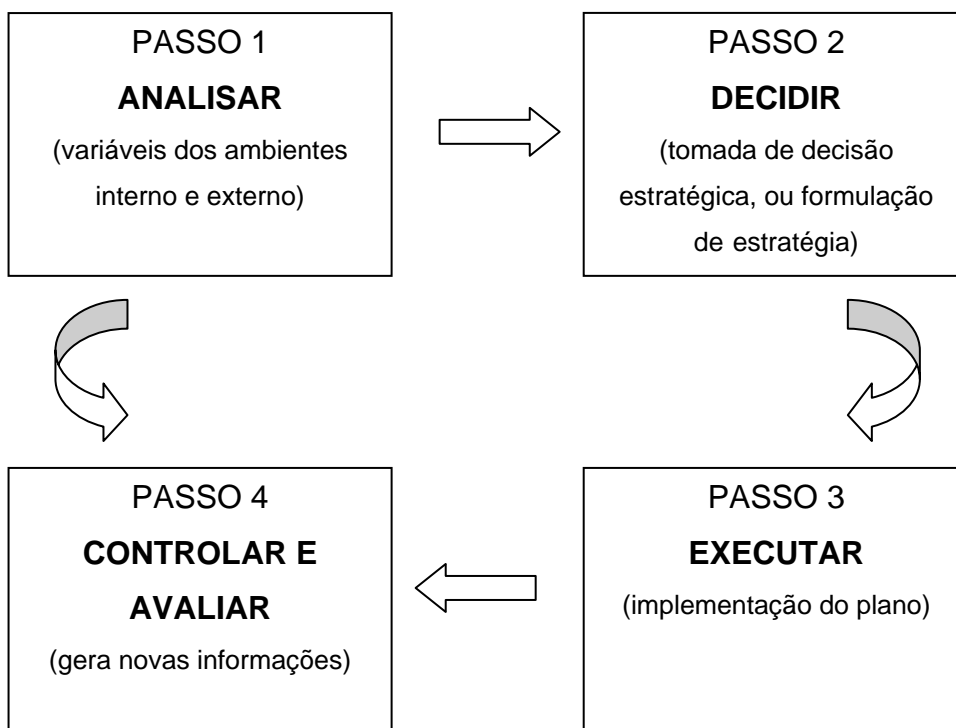 PASSO 1
ANALISAR
(variáveis dos ambientes
interno e externo)
PASSO 2
DECIDIR
(tomada de decisão
estratégica, ou formulação
de estratégia)
PASSO 4
CONTROLAR E
AVALIAR
(gera novas informações)
PASSO 3
EXECUTAR
(implementação do plano)